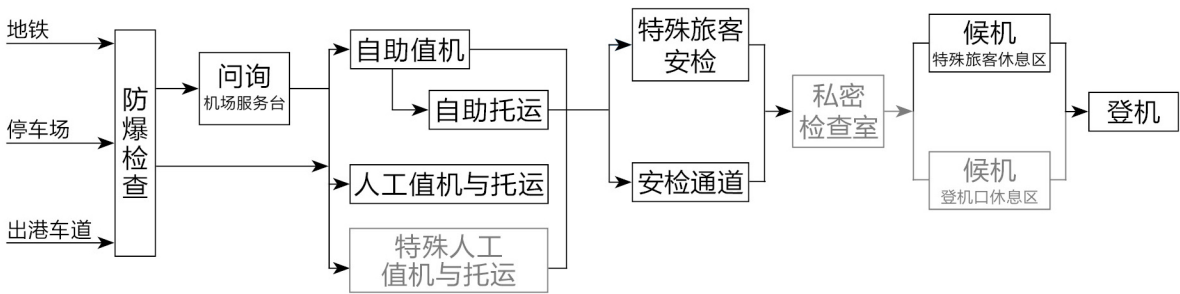 地铁
停车场
出港车道
防爆检查
问询
机场服务台
自助值机
自助托运
人工值机与托运
特殊人工
值机与托运
特殊旅客
安检
安检通道
私密
检查室
候机
特殊旅客休息区
候机
登机口休息区
登机